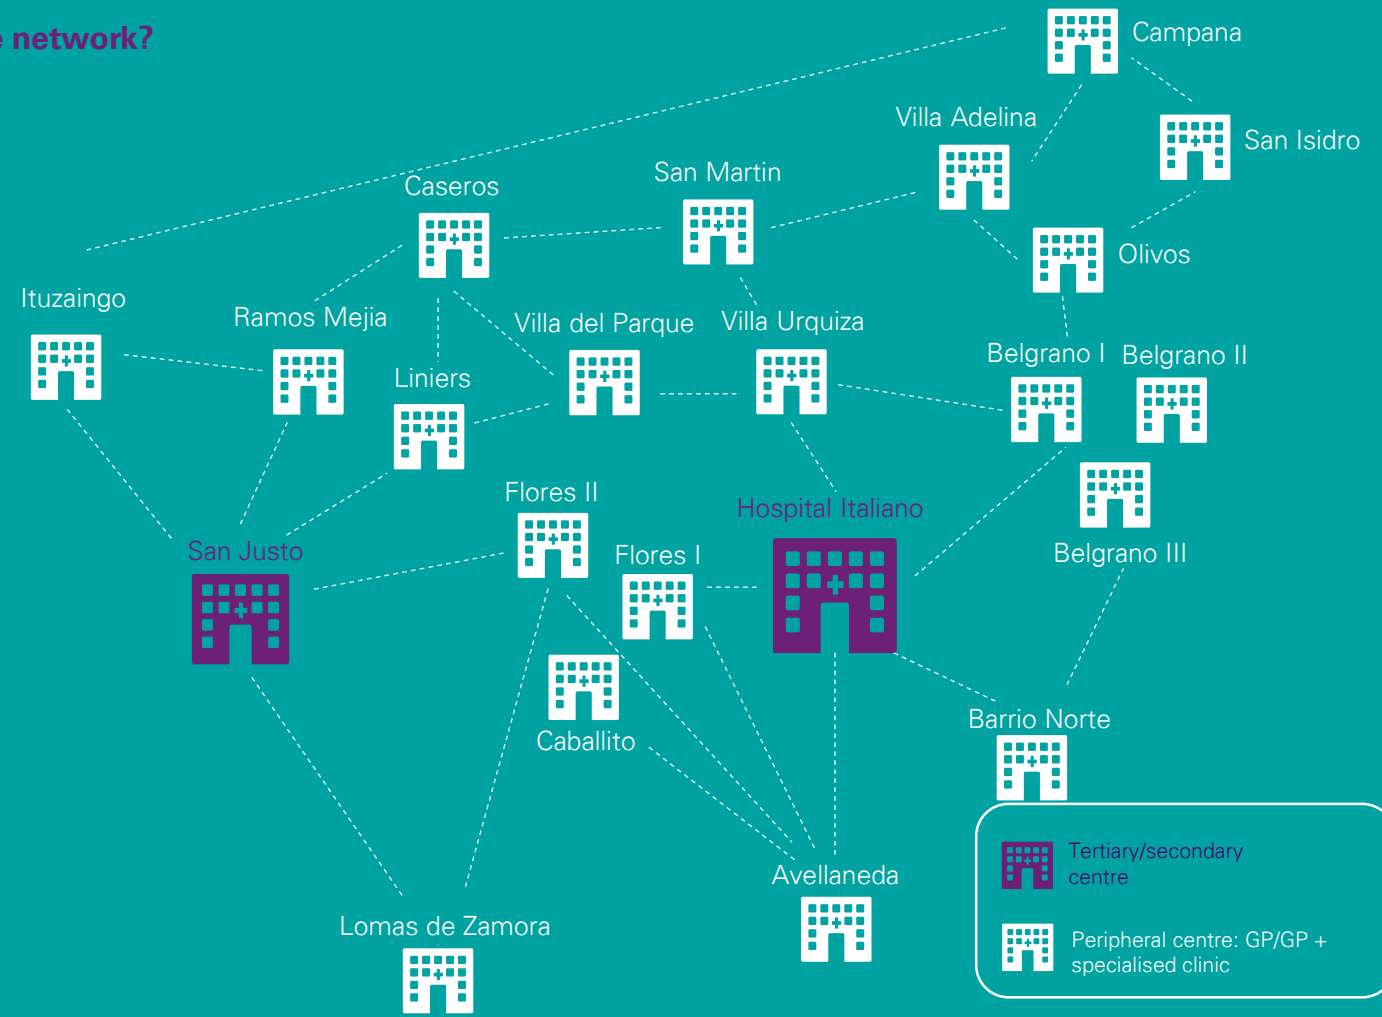 e network?
Campana
Villa Adelina
San Isidro
San Martin
Caseros
Olivos
Ituzaingo
Ramos Mejia
Villa del Parque
Villa Urquiza
Belgrano I
Belgrano II
Liniers
Flores II
Hospital Italiano
San Justo
Flores I
Belgrano III
Barrio Norte
Caballito
Avellaneda
Lomas de Zamora
Tertiary/secondary
centre
Peripheral centre: GP/GP +
specialised clinic